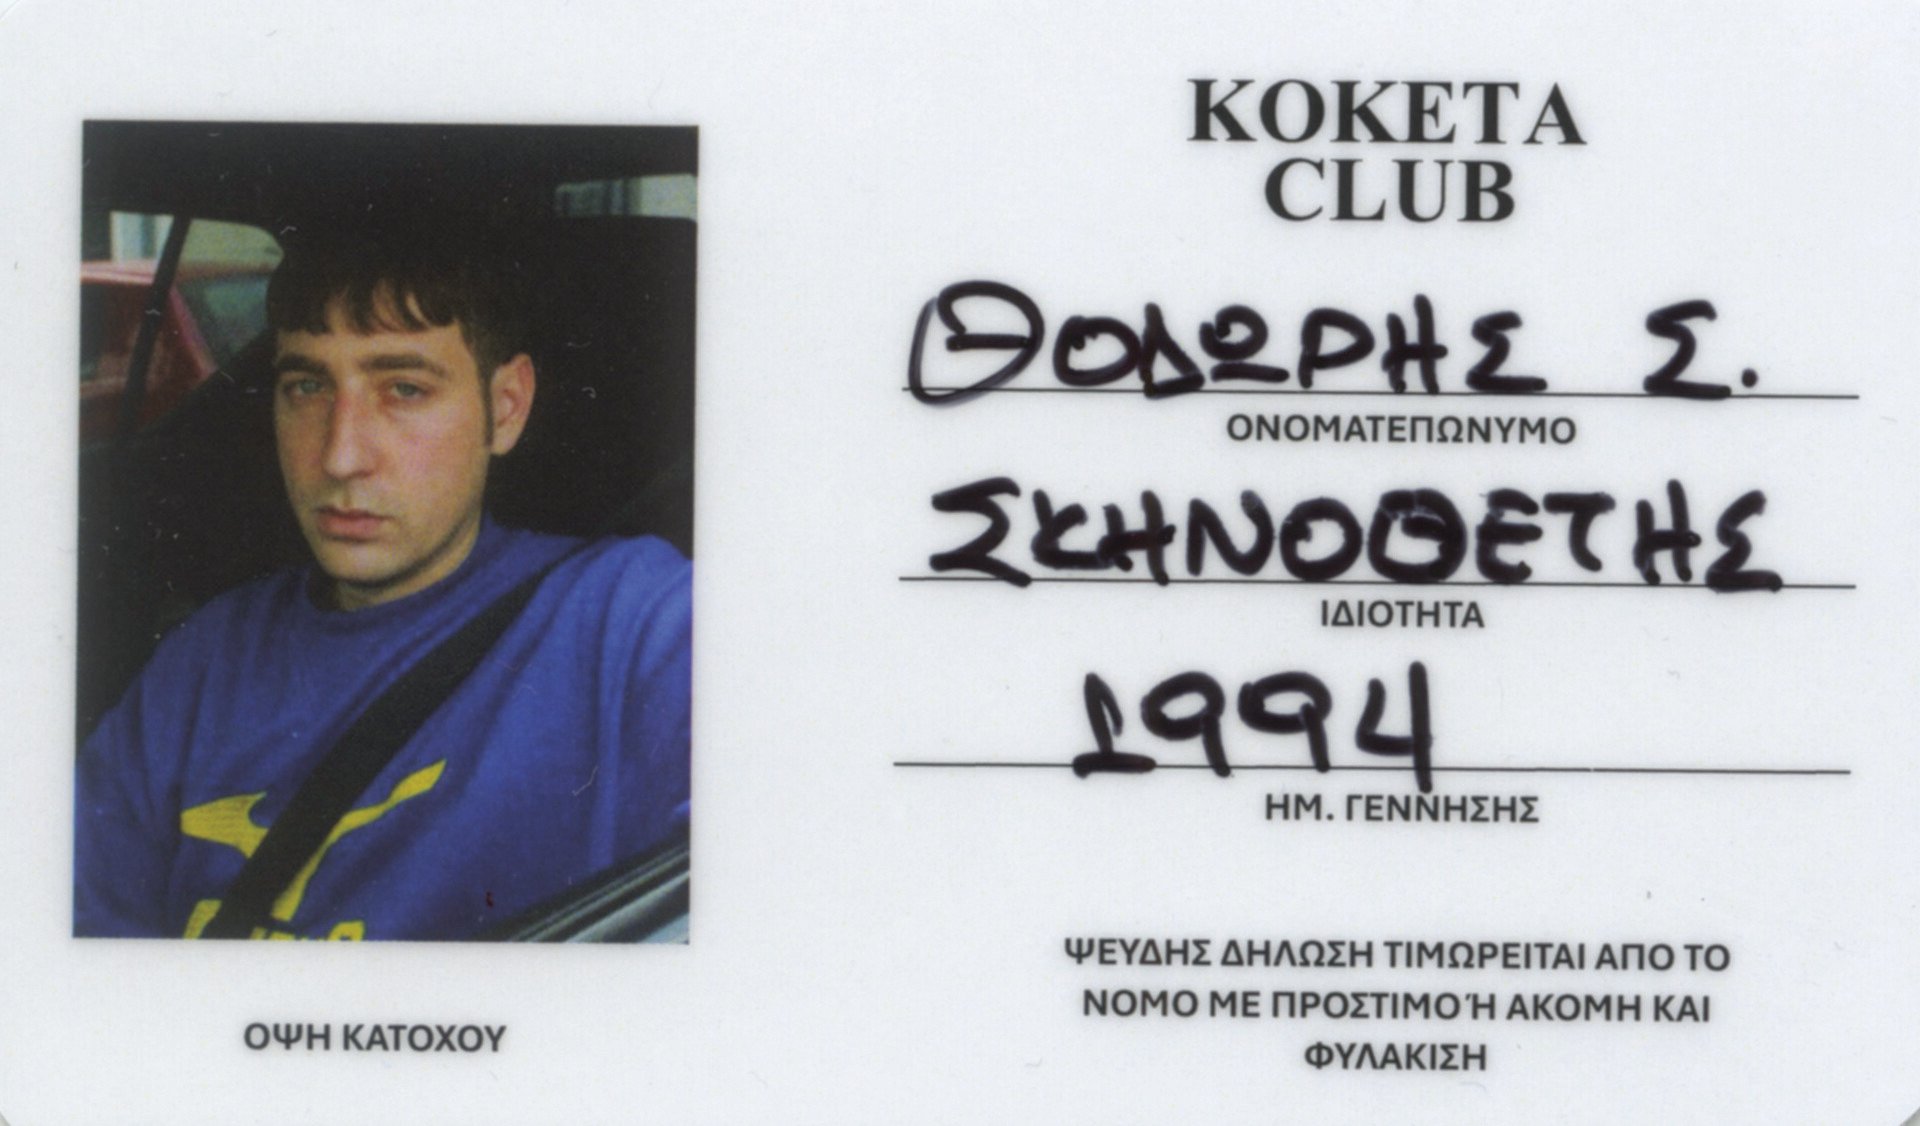 KOKETA
CLUB
ΘΟΔΩΡΗΣ Σ.
ΟΝΟΜΑΤΕΠΩΝΥΜΟ
ΣΚΗΝΟΘΕΤΗΣ
ΙΔΙΟΤΗΤΑ
1994
ΗΜ. ΓΕΝΝΗΣΗΣ
ΨΕΥΔΗΣ ΔΗΛΩΣΗ ΤΙΜΩΡΕΙΤΑΙ ΑΠΟ ΤΟ
ΝΟΜΟ ΜΕ ΠΡΟΣΤΙΜΟ Ή ΑΚΟΜΗ ΚΑΙ
ΦΥΛΑΚΙΣΗ
ΟΨΗ ΚΑΤΟΧΟΥ